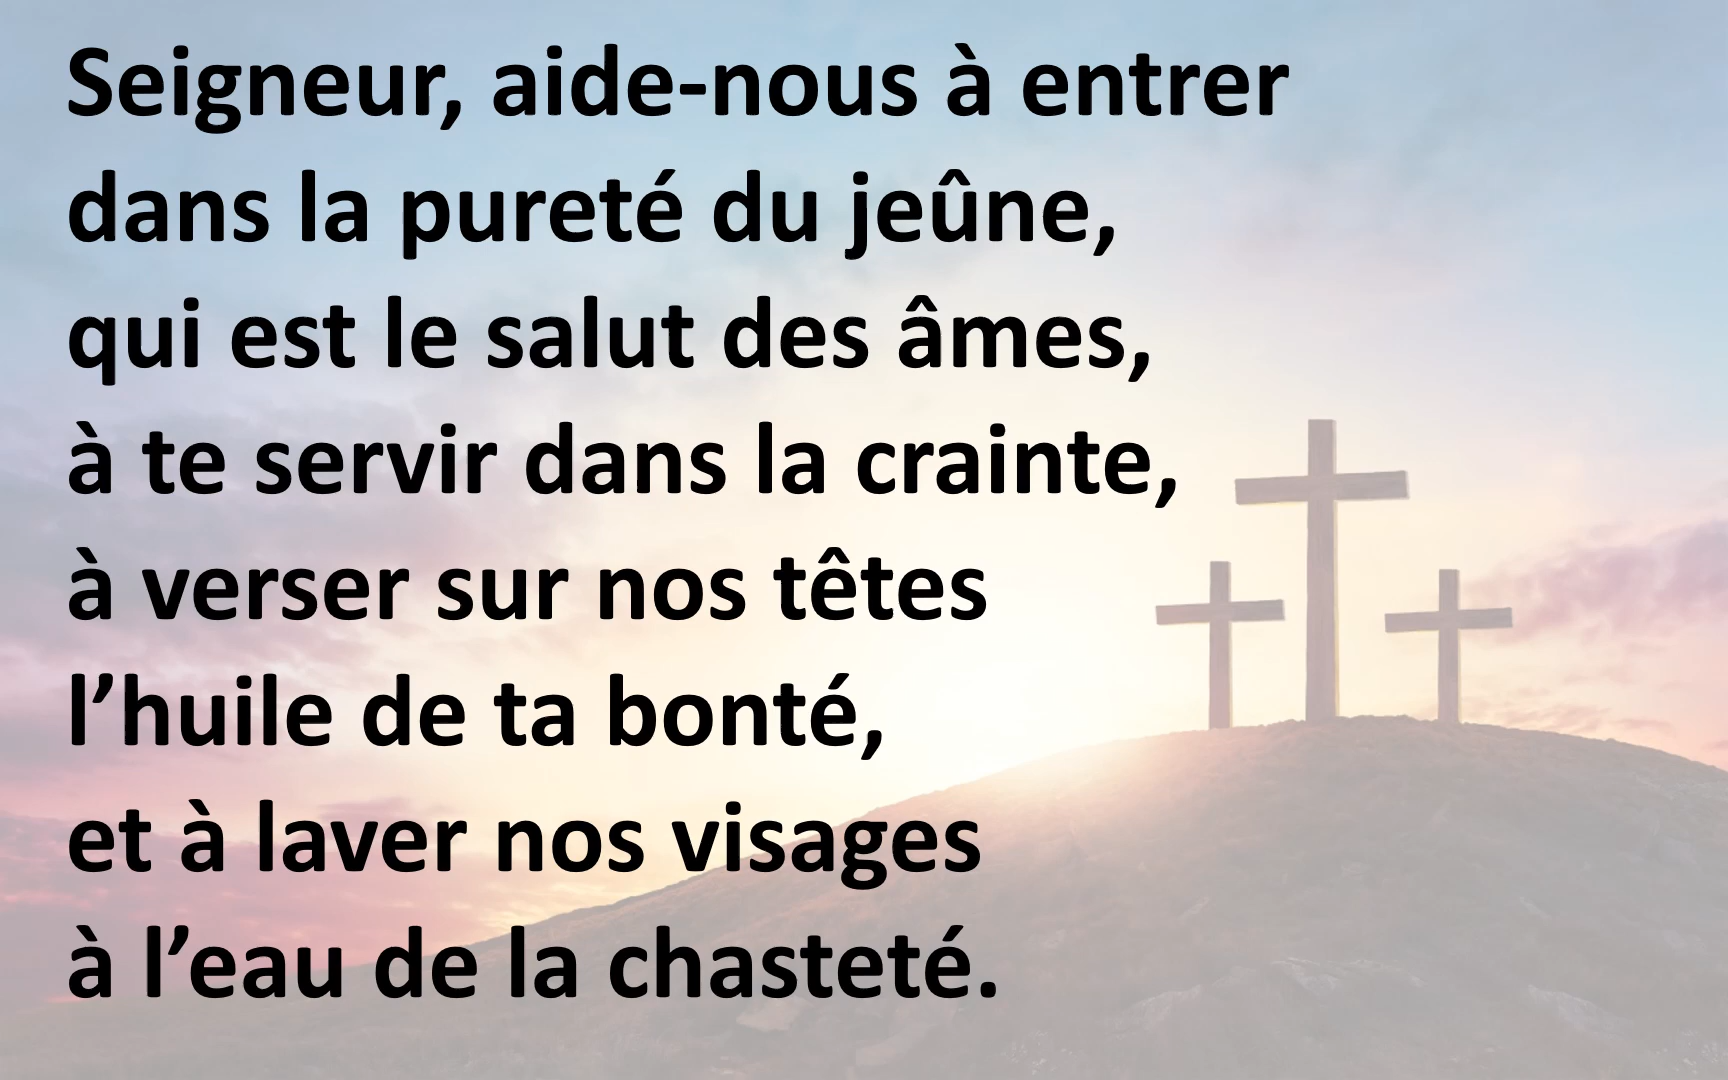 Seigneur, aide-nous à entrer
dans la pureté du jeûne,
qui est le salut des âmes,
à te servir dans la crainte,
à verser sur nos têtes
l’huile de ta bonté,
et à laver nos visages
à l’eau de la chasteté.